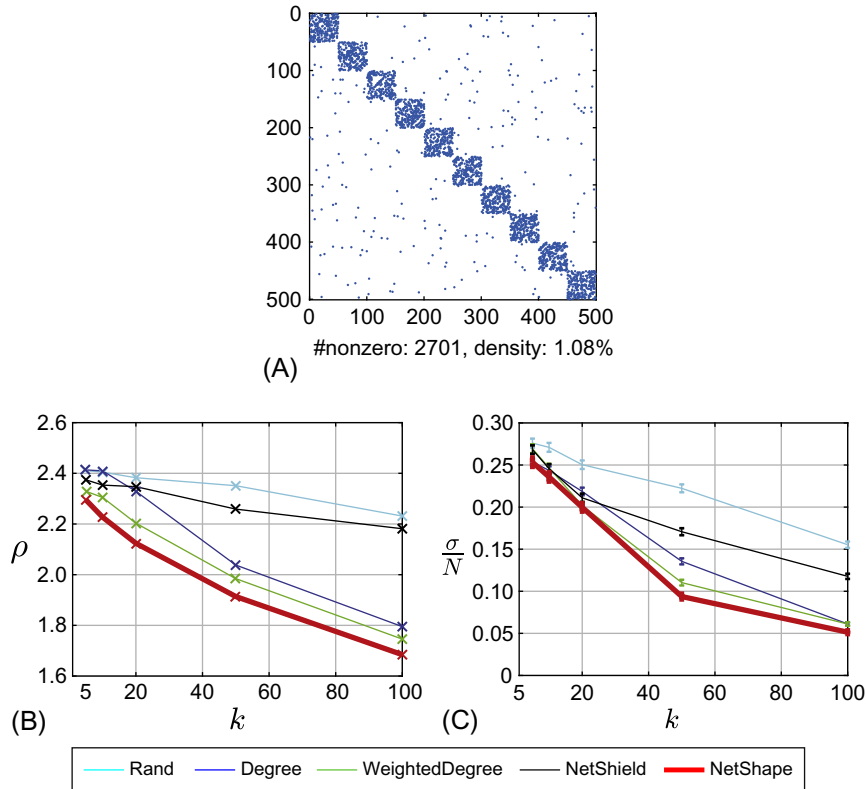 0
100
200
300
400
500
0 100 200 300 400 500
#nonzero: 2701, density: 1.08%
(A)
2.6
2.4
2.2
2.0
1.8
1.6
ρ
5 20 40 60 80 100
k
(B)
0.30
0.25
0.20
0.15
0.10
0.05
0
σ
N
5 20 40 60 80 100
k
(C)
Rand Degree WeightedDegree NetShield NetShape